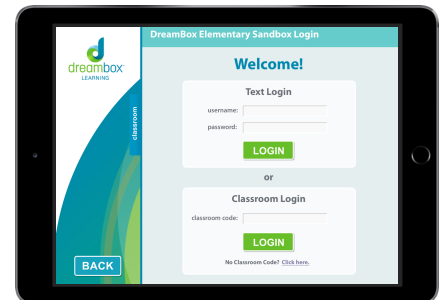 DreamBox Elementary Sandbox Login
dreambox
LEARNING
classroom
BACK
Welcome!
Text Login
username:
password:
LOGIN
or
Classroom Login
classroom code:
LOGIN
No Classroom Code? Click here.